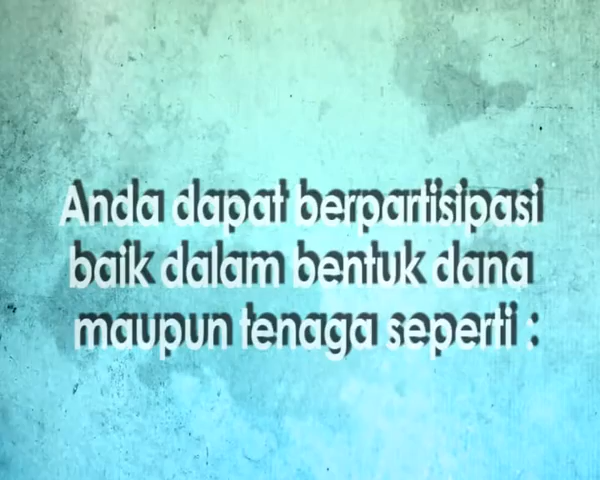 Anda dapat berpartisipasi
baik dalam bentuk dana
maupun tenaga seperti :